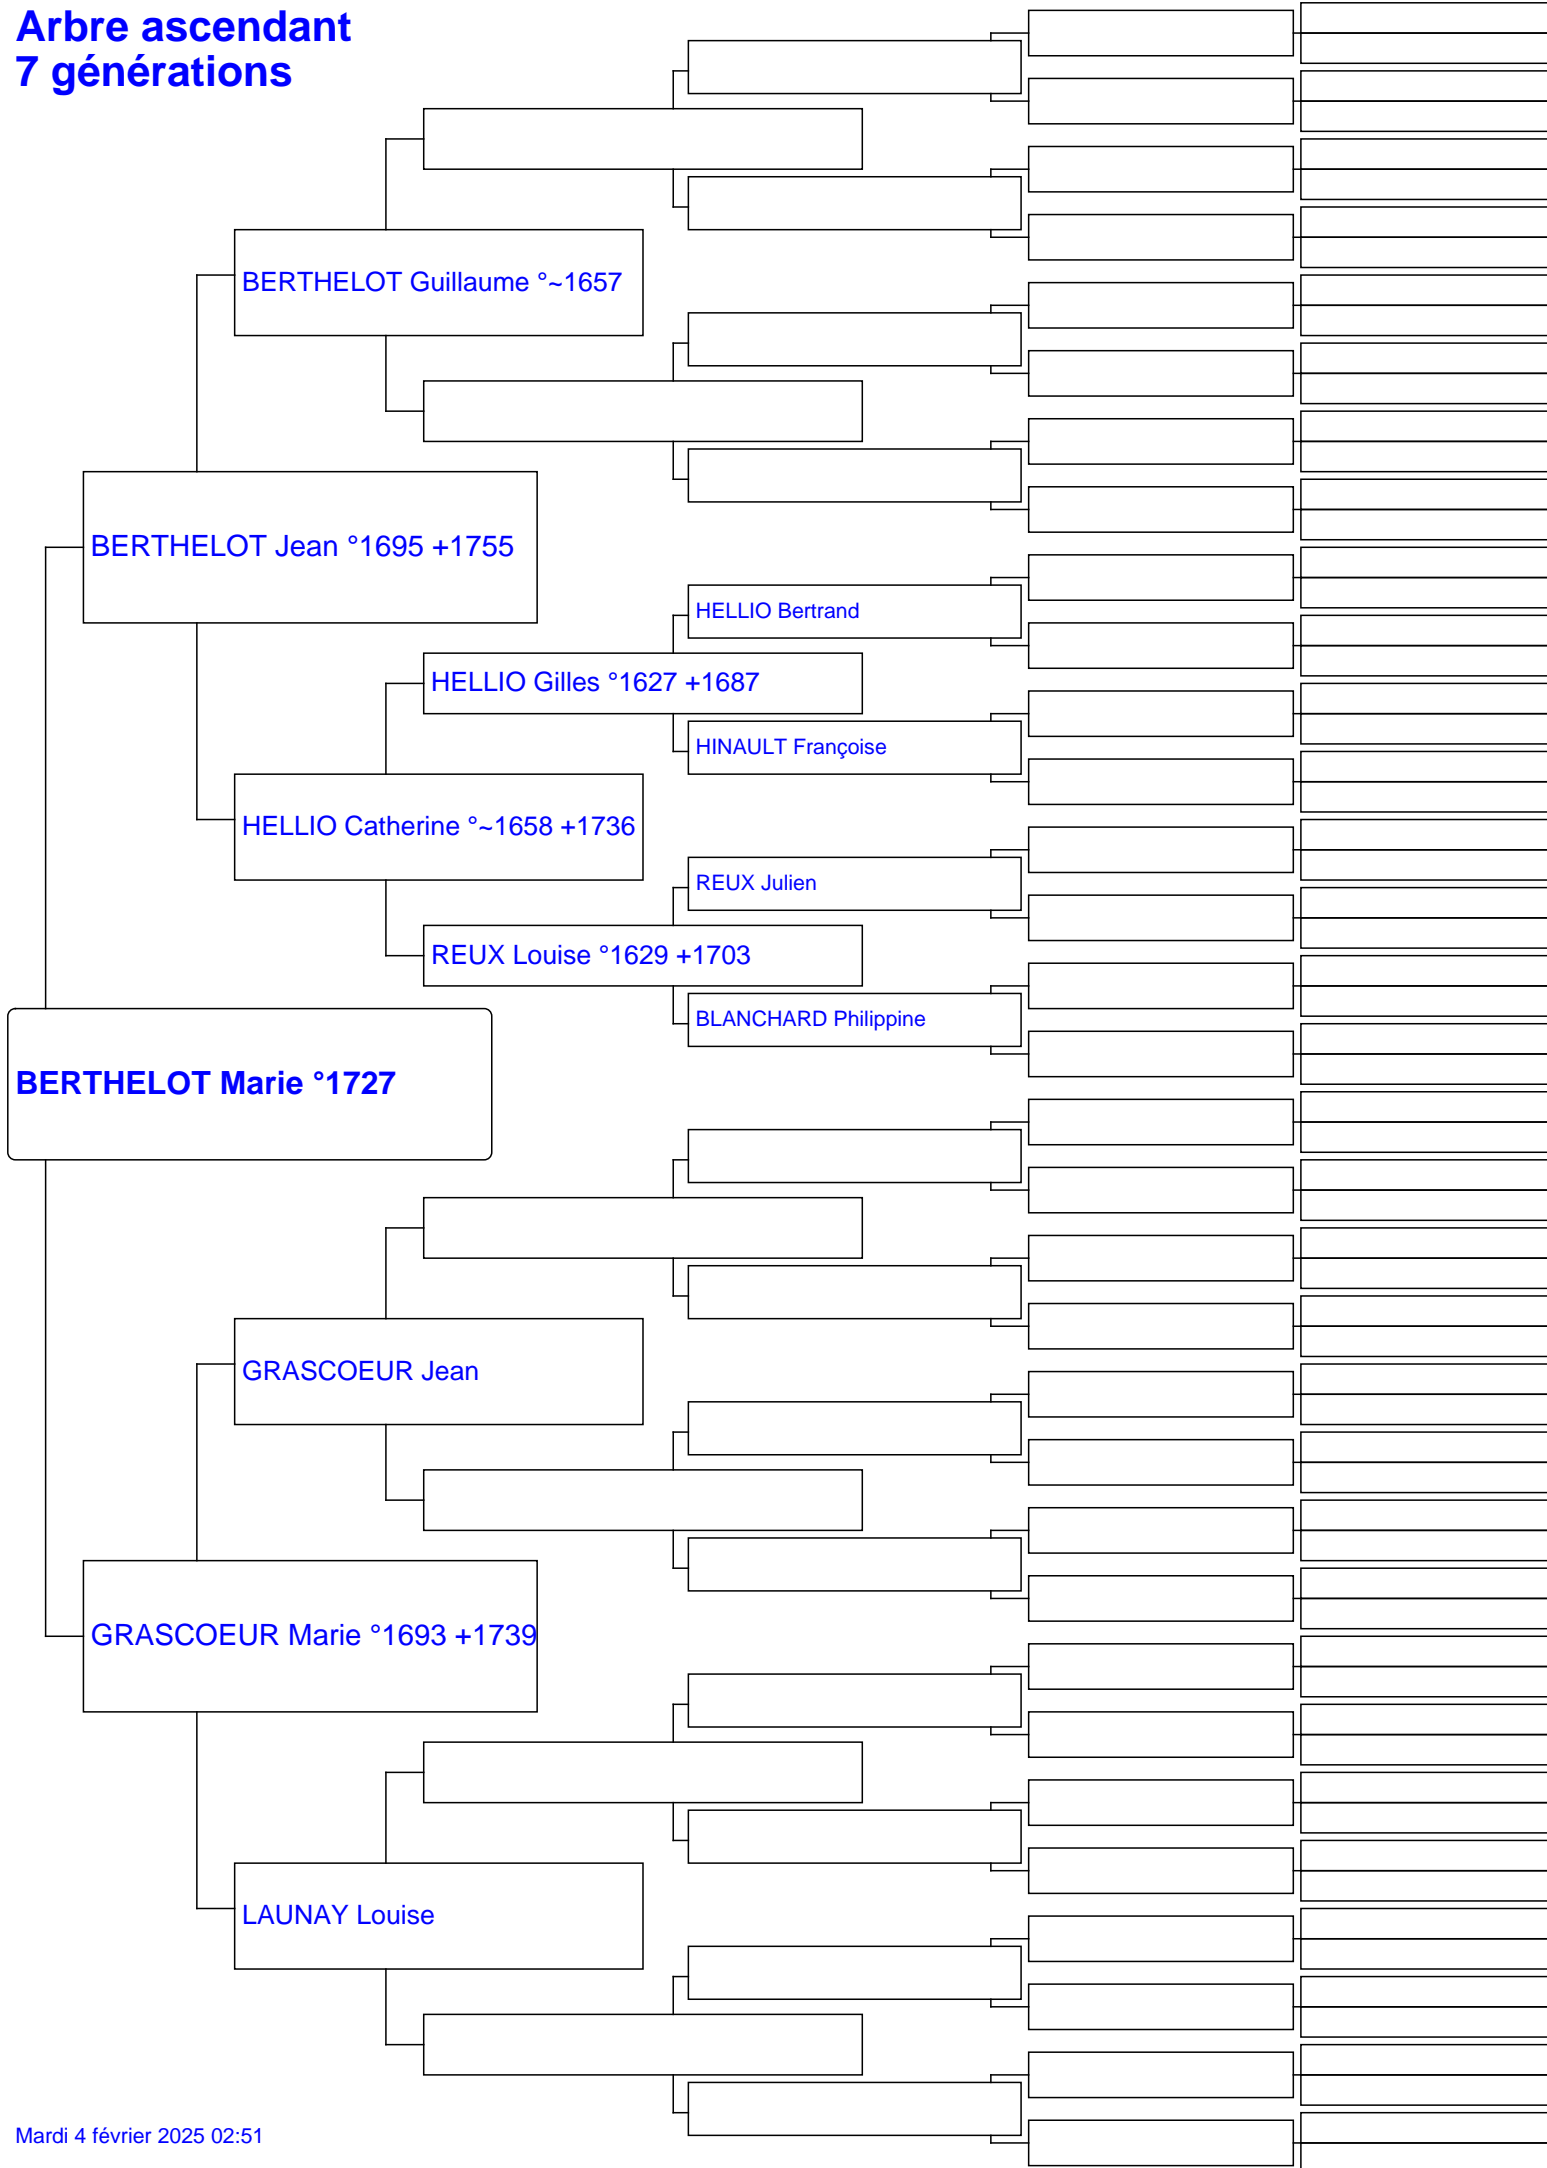 Arbre ascendant
7 générations
BERTHELOT Guillaume °~1657
BERTHELOT Jean °1695 +1755
HELLIO Bertrand
HELLIO Gilles °1627 +1687
HINAULT Françoise
HELLIO Catherine °~1658 +1736
REUX Julien
REUX Louise °1629 +1703
BLANCHARD Philippine
BERTHELOT Marie °1727
GRASCOEUR Jean
GRASCOEUR Marie °1693 +1739
LAUNAY Louise
Mardi 4 février 2025 02:51